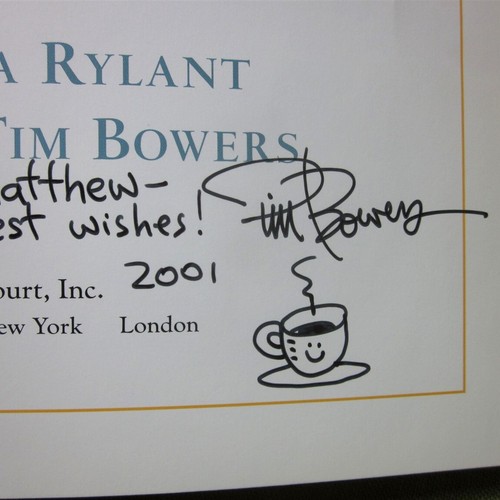 A RYLANT
TIM BOWERS
atthew-
est wishes! Tim Bowers
2001
ourt, Inc.
ew York London